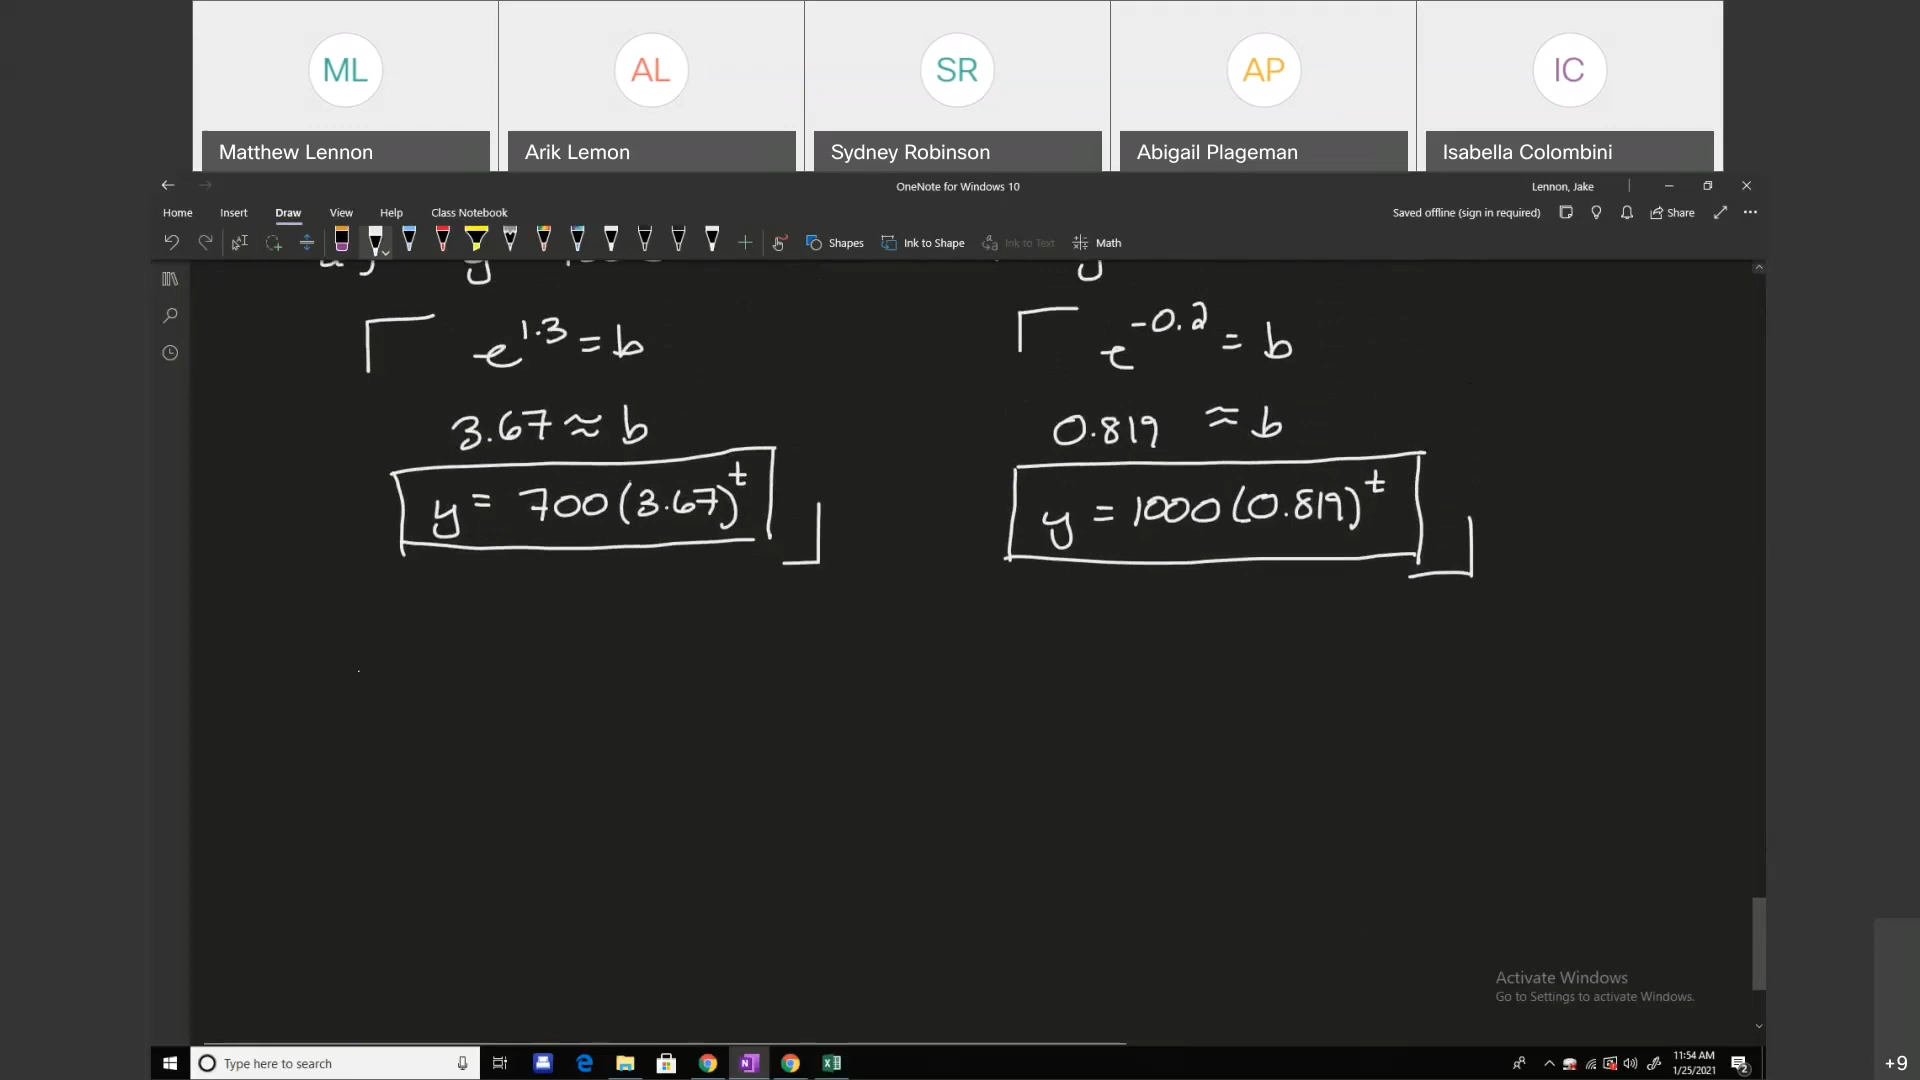 ML AL SR AP IC
Matthew Lennon Arik Lemon Sydney Robinson Abigail Plageman Isabella Colombini
OneNote for Windows 10 Lennon, Jake
Home Insert Draw View Help Class Notebook Saved offline (sign in required) Share
Shapes Ink to Shape Ink to Text Math
e^1.3 = b
3.67 ≈ b
y = 700(3.67)^t
e^-0.2 = b
0.819 ≈ b
y = 1000(0.819)^t
Activate Windows
Go to Settings to activate Windows.
Type here to search
11:54 AM
1/25/2021
2
+9